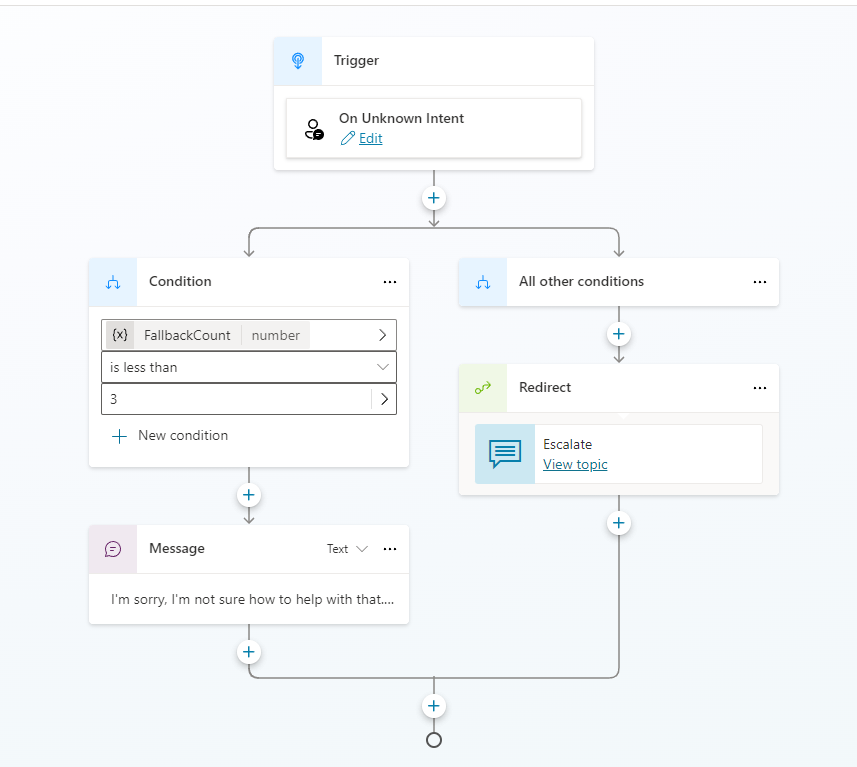 Trigger
On Unknown Intent
Edit
Condition
{x} FallbackCount number
is less than
3
New condition
Message Text
I'm sorry, I'm not sure how to help with that....
All other conditions
Redirect
Escalate
View topic